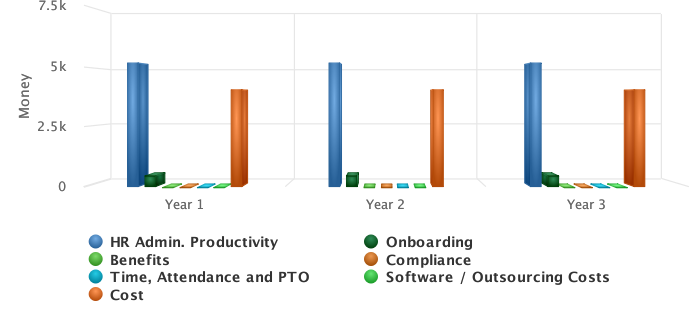 7.5k
5k
2.5k
0
Money
Year 1 Year 2 Year 3
HR Admin. Productivity Onboarding
Benefits Compliance
Time, Attendance and PTO Software / Outsourcing Costs
Cost